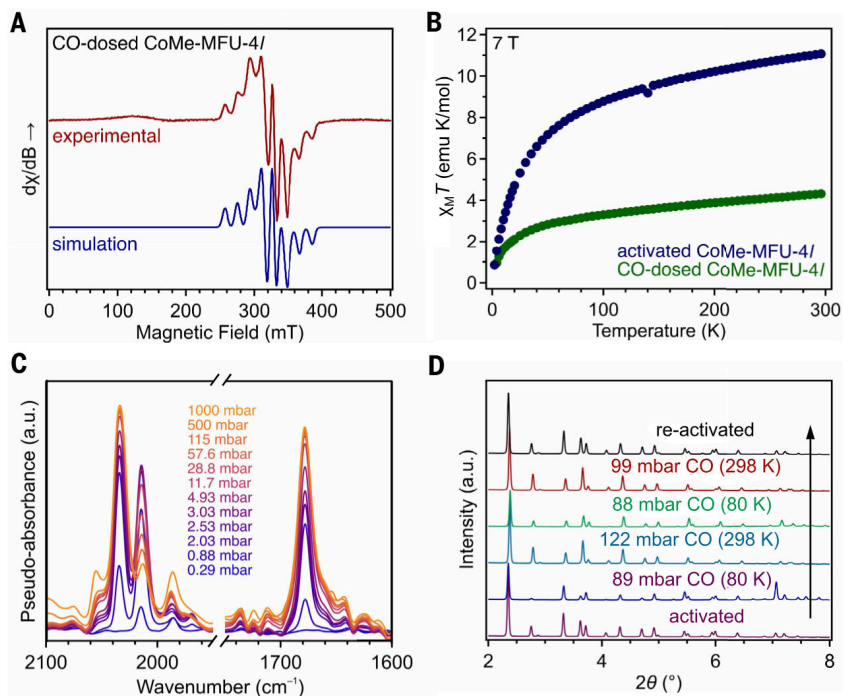 A
CO-dosed CoMe-MFU-4l
experimental
simulation
dχ/dB →
0 100 200 300 400 500
Magnetic Field (mT)
B
7 T
12
10
8
6
4
2
0
χMT (emu K/mol)
activated CoMe-MFU-4l
CO-dosed CoMe-MFU-4l
0 100 200 300
Temperature (K)
C
1000 mbar
500 mbar
115 mbar
57.6 mbar
28.8 mbar
11.7 mbar
4.93 mbar
3.03 mbar
2.53 mbar
2.03 mbar
0.88 mbar
0.29 mbar
Pseudo-absorbance (a.u.)
2100 2000 1700 1600
Wavenumber (cm⁻¹)
D
re-activated
99 mbar CO (298 K)
88 mbar CO (80 K)
122 mbar CO (298 K)
89 mbar CO (80 K)
activated
Intensity (a.u.)
2 4 6 8
2θ (°)